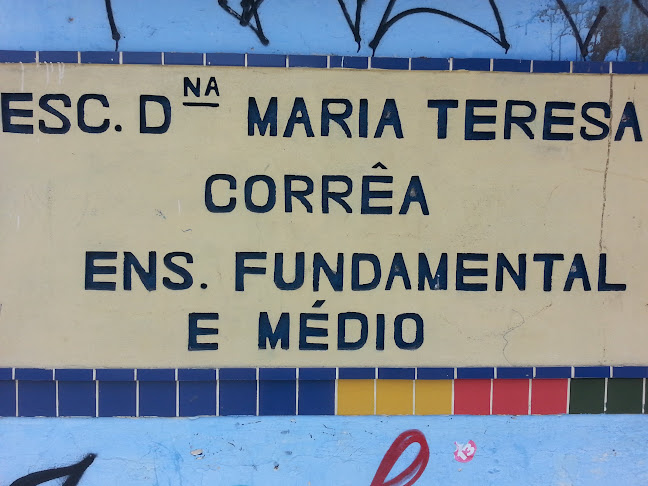 ESC. Dᴺᴬ MARIA TERESA
CORRÊA
ENS. FUNDAMENTAL
E MÉDIO